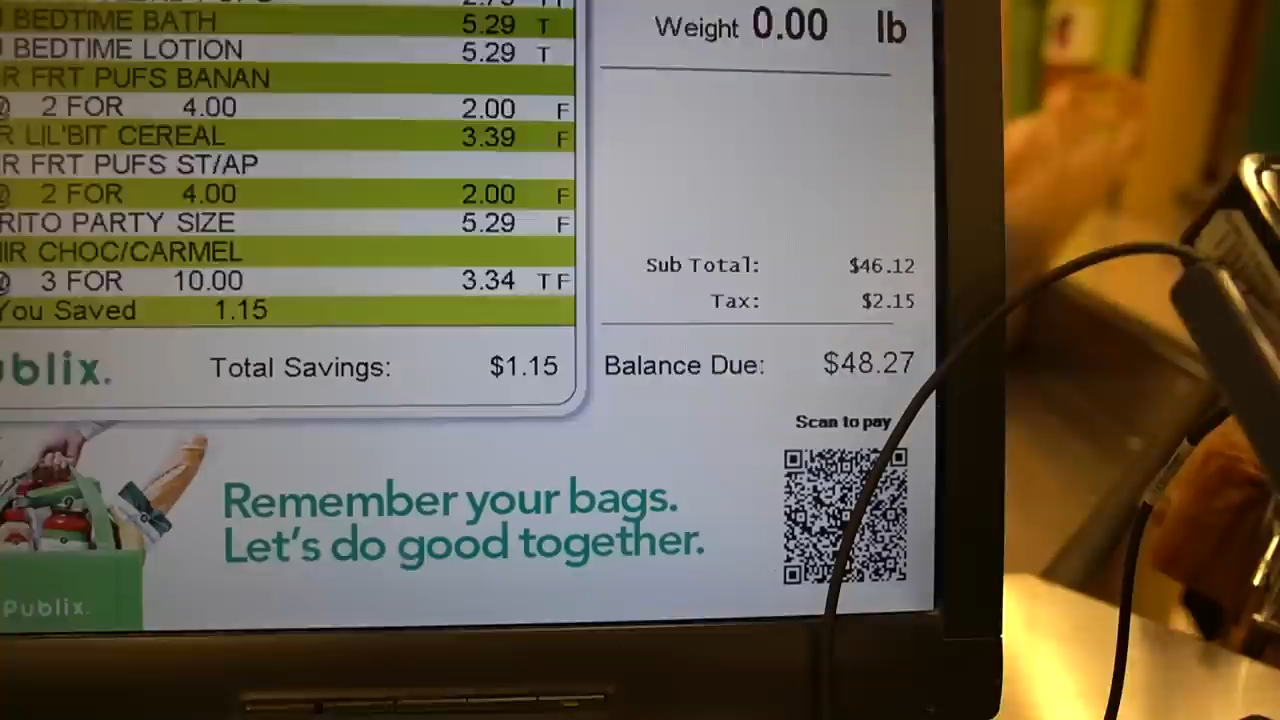 BEDTIME BATH 5.29 T
BEDTIME LOTION 5.29 T
R FRT PUFS BANAN
@ 2 FOR 4.00 2.00 F
R LIL'BIT CEREAL 3.39 F
R FRT PUFS ST/AP
@ 2 FOR 4.00 2.00 F
RITO PARTY SIZE 5.29 F
IR CHOC/CARMEL
@ 3 FOR 10.00 3.34 T F
You Saved 1.15
ublix. Total Savings: $1.15
Weight 0.00 lb
Sub Total: $46.12
Tax: $2.15
Balance Due: $48.27
Scan to pay
Remember your bags.
Let's do good together.
Publix.